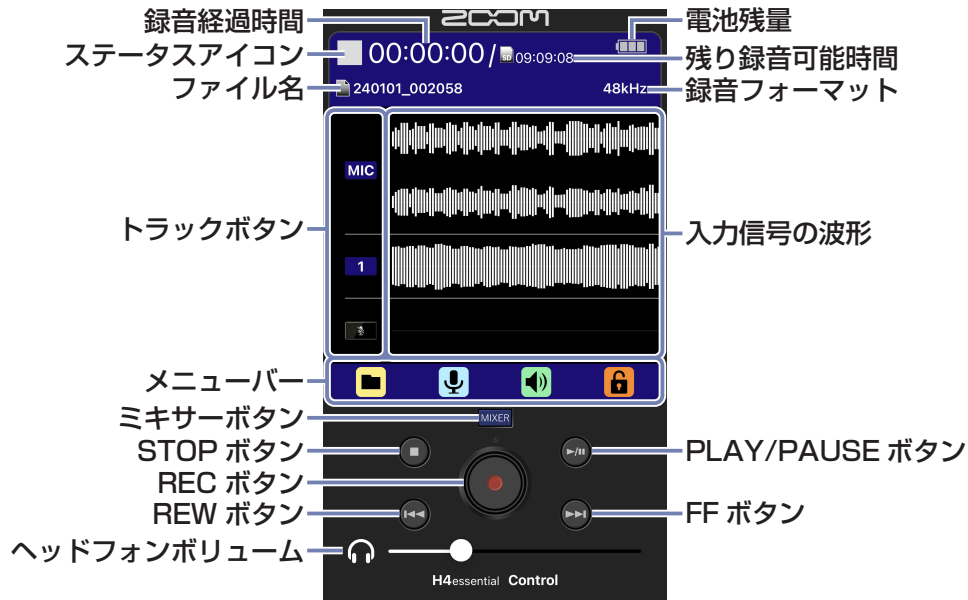 録音経過時間
ZOOM
電池残量
ステータスアイコン
00:00:00/
SD
09:09:08
残り録音可能時間
ファイル名
240101_002058
48kHz
録音フォーマット
MIC
トラックボタン
入力信号の波形
1
メニューバー
ミキサーボタン
MIXER
STOP ボタン
PLAY/PAUSE ボタン
REC ボタン
REW ボタン
FF ボタン
ヘッドフォンボリューム
H4essential Control